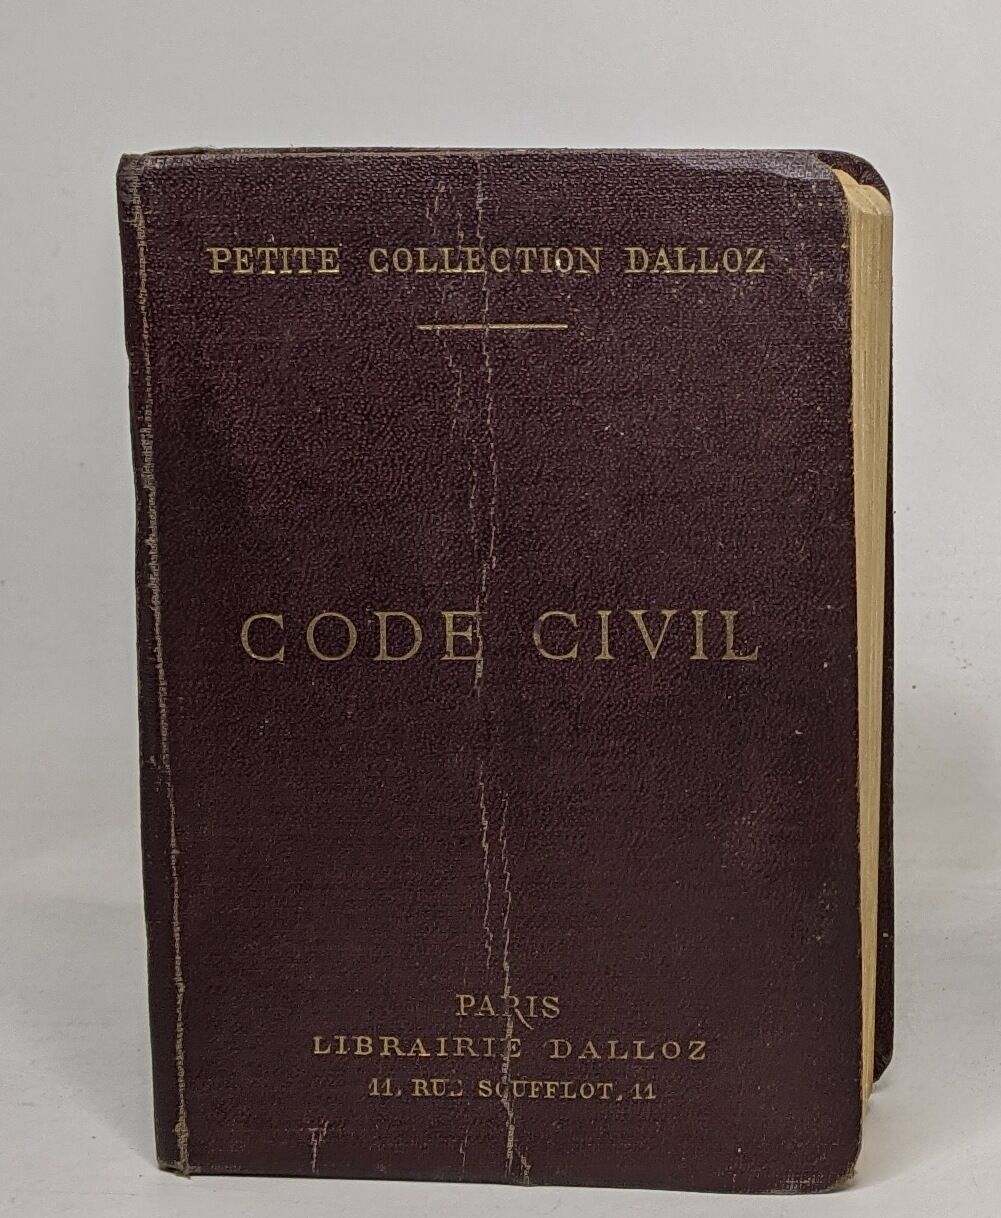 PETITE COLLECTION DALLOZ
CODE CIVIL
PARIS
LIBRAIRIE DALLOZ
11, RUE SOUFFLOT, 11